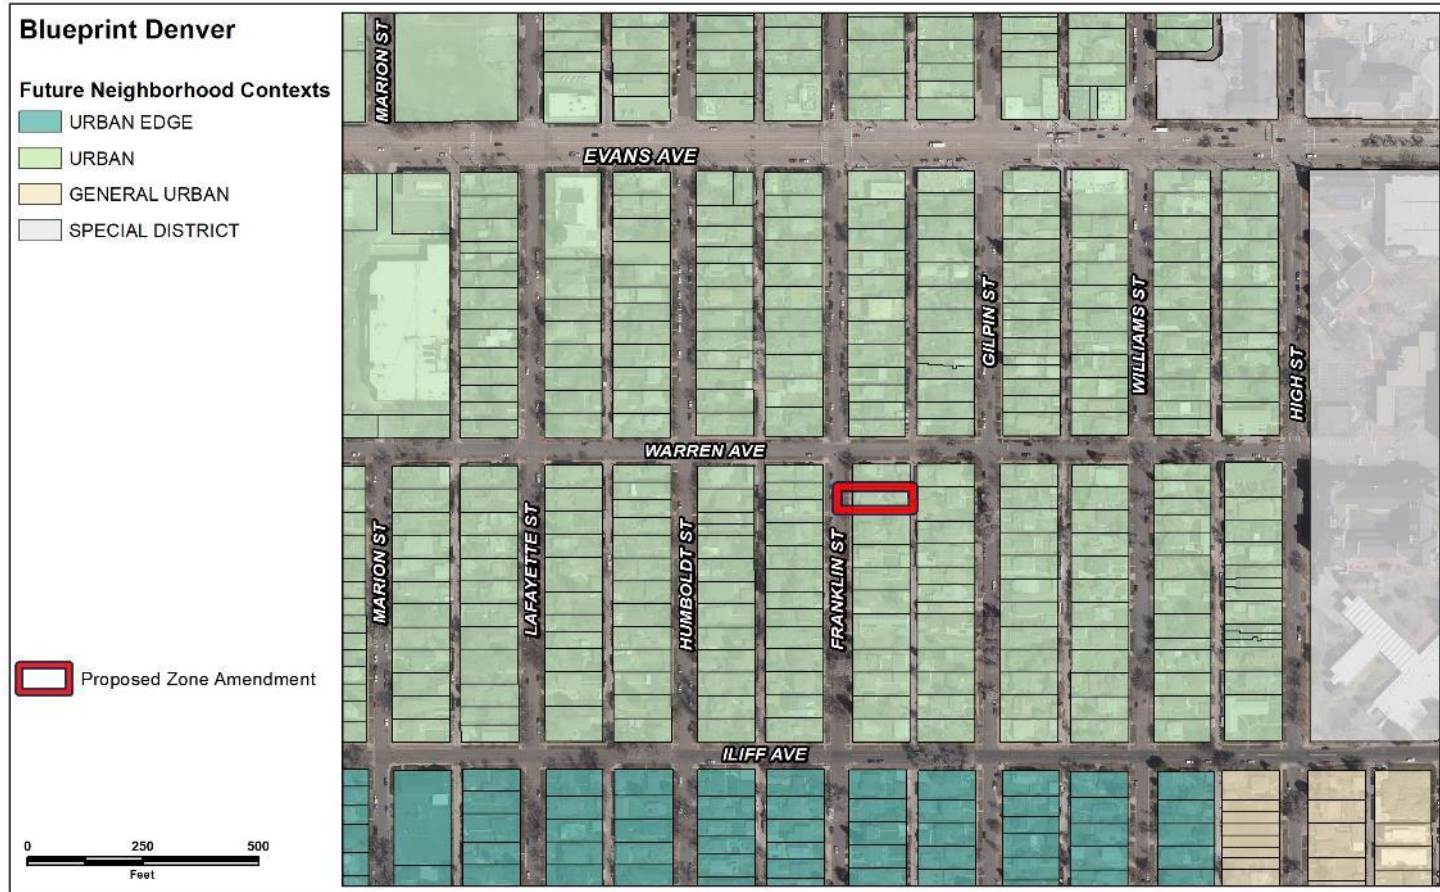 Blueprint Denver
Future Neighborhood Contexts
URBAN EDGE
URBAN
GENERAL URBAN
SPECIAL DISTRICT
Proposed Zone Amendment
0 250 500
Feet
MARION ST
EVANS AVE
GILPIN ST
WILLIAMS ST
HIGH ST
WARREN AVE
MARION ST
LAFAYETTE ST
HUMBOLDT ST
FRANKLIN ST
ILIFF AVE